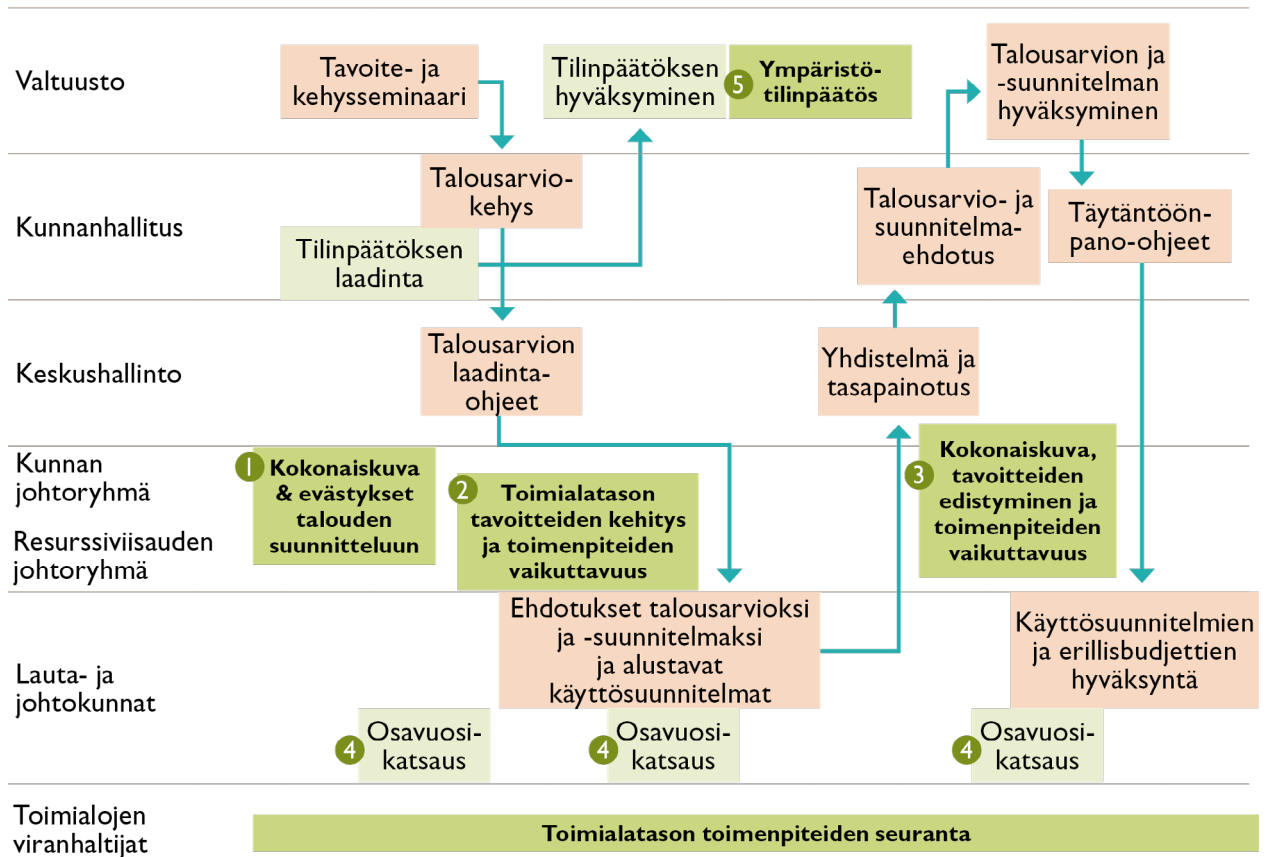 Valtuusto
Tavoite- ja
kehysseminaari
Tilinpäätöksen
hyväksyminen
5 Ympäristö-
tilinpäätös
Talousarvion ja
-suunnitelman
hyväksyminen
Kunnanhallitus
Talousarvio-
kehys
Tilinpäätöksen
laadinta
Talousarvio- ja
suunnitelma-
ehdotus
Täytäntöön-
pano-ohjeet
Keskushallinto
Talousarvion
laadinta-
ohjeet
Yhdistelmä ja
tasapainotus
Kunnan
johtoryhmä
Resurssiviisauden
johtoryhmä
1 Kokonaiskuva
& evästykset
talouden
suunnitteluun
2 Toimialatason
tavoitteiden kehitys
ja toimenpiteiden
vaikuttavuus
3 Kokonaiskuva,
tavoitteiden
edistyminen ja
toimenpiteiden
vaikuttavuus
Lauta- ja
johtokunnat
Ehdotukset talousarvioksi
ja -suunnitelmaksi
ja alustavat
käyttösuunnitelmat
Käyttösuunnitelmien
ja erillisbudjettien
hyväksyntä
4 Osavuosi-
katsaus
4 Osavuosi-
katsaus
4 Osavuosi-
katsaus
Toimialojen
viranhaltijat
Toimialatason toimenpiteiden seuranta